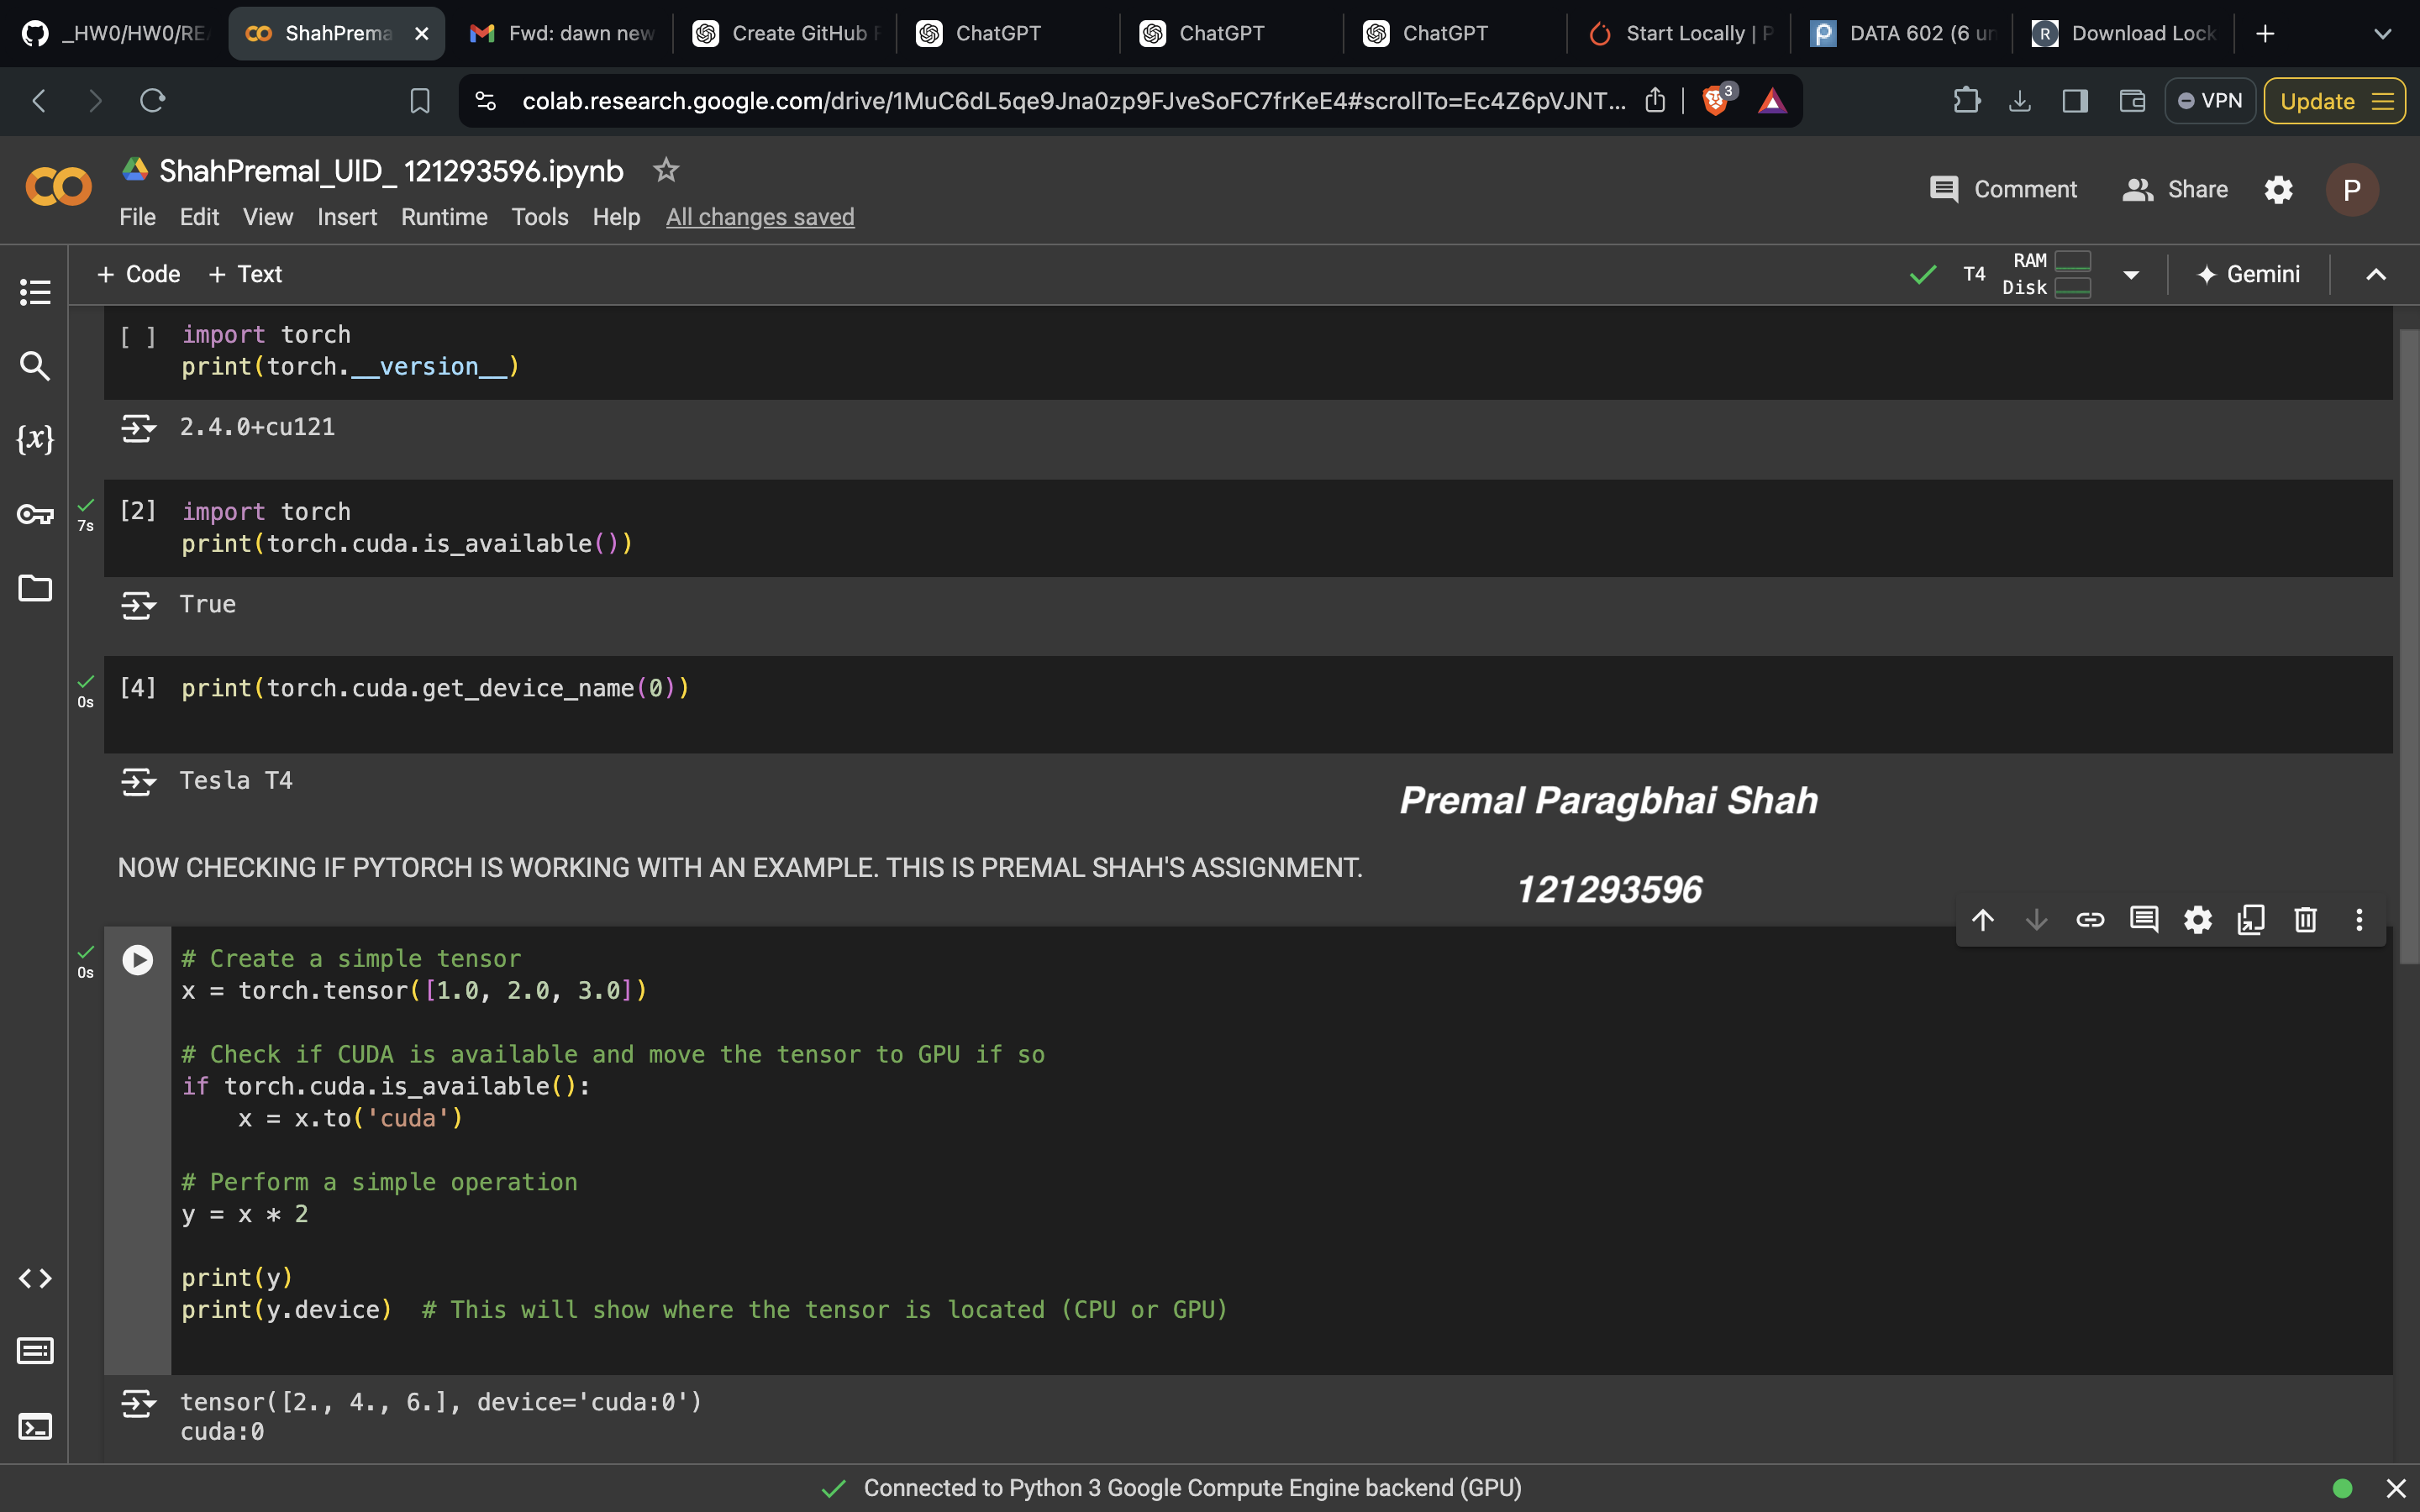 _HW0/HW0/REA
ShahPrema
Fwd: dawn new
Create GitHub
ChatGPT
ChatGPT
ChatGPT
Start Locally |
DATA 602 (6 un
Download Lock
colab.research.google.com/drive/1MuC6dL5qe9Jna0zp9FJveSoFC7frKeE4#scrollTo=Ec4Z6pVJNT...
3
VPN
Update
ShahPremal_UID_ 121293596.ipynb
Comment
Share
P
File Edit View Insert Runtime Tools Help All changes saved
+ Code + Text
T4
RAM
Disk
Gemini
[ ] import torch
print(torch.__version__)
2.4.0+cu121
{x}
7s
[2] import torch
print(torch.cuda.is_available())
True
0s
[4] print(torch.cuda.get_device_name(0))
Tesla T4
Premal Paragbhai Shah
NOW CHECKING IF PYTORCH IS WORKING WITH AN EXAMPLE. THIS IS PREMAL SHAH'S ASSIGNMENT.
121293596
0s
# Create a simple tensor
x = torch.tensor([1.0, 2.0, 3.0])
# Check if CUDA is available and move the tensor to GPU if so
if torch.cuda.is_available():
x = x.to('cuda')
# Perform a simple operation
y = x * 2
print(y)
print(y.device) # This will show where the tensor is located (CPU or GPU)
tensor([2., 4., 6.], device='cuda:0')
cuda:0
Connected to Python 3 Google Compute Engine backend (GPU)